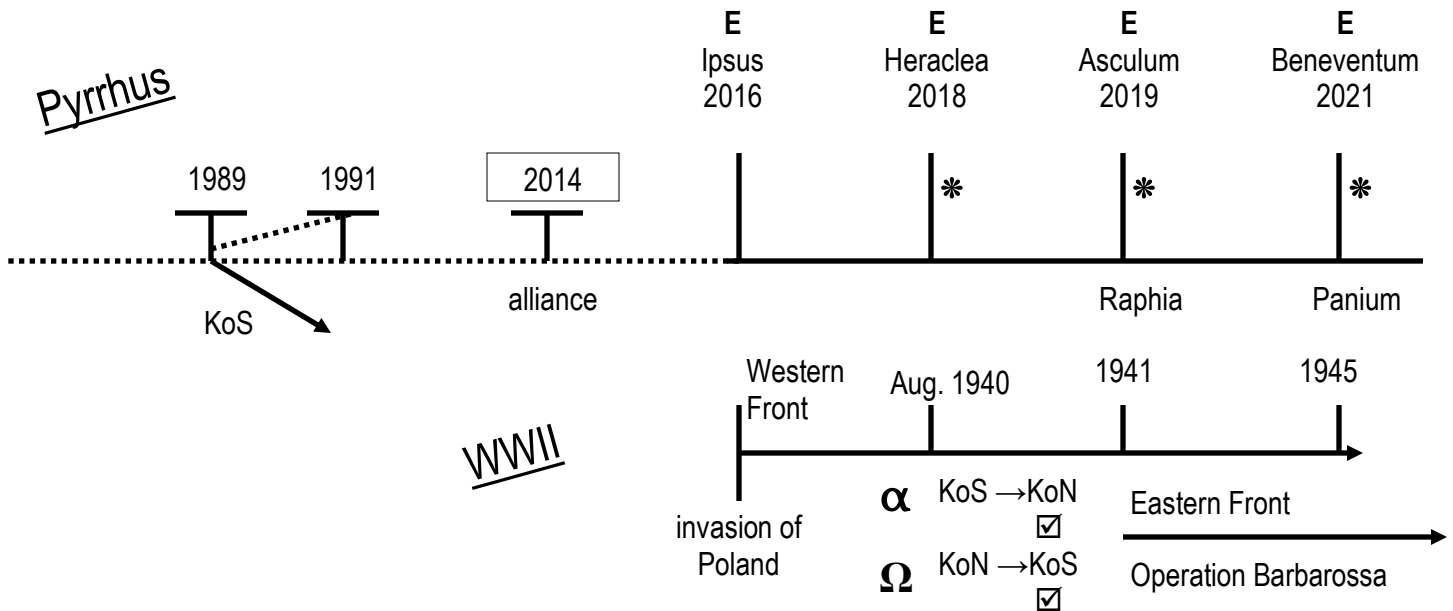 E E E E
Ipsus Heraclea Asculum Beneventum
2016 2018 2019 2021
Pyrrhus
1989 1991 2014
KoS
alliance
Raphia Panium
Western
Front
Aug. 1940
1941
1945
WWII
invasion of
Poland
α KoS →KoN
☑
Ω KoN →KoS
☑
Eastern Front
Operation Barbarossa